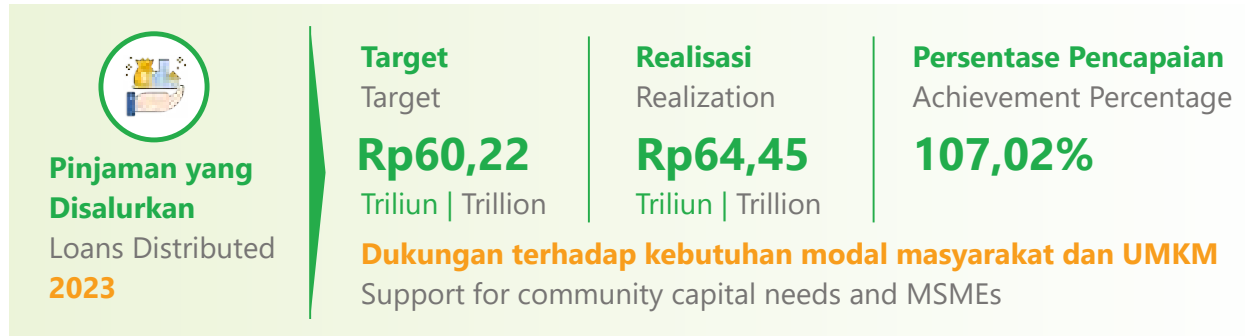 Pinjaman yang
Disalurkan
Loans Distributed
2023
Target
Target
Rp60,22
Triliun | Trillion
Realisasi
Realization
Rp64,45
Triliun | Trillion
Persentase Pencapaian
Achievement Percentage
107,02%
Dukungan terhadap kebutuhan modal masyarakat dan UMKM
Support for community capital needs and MSMEs